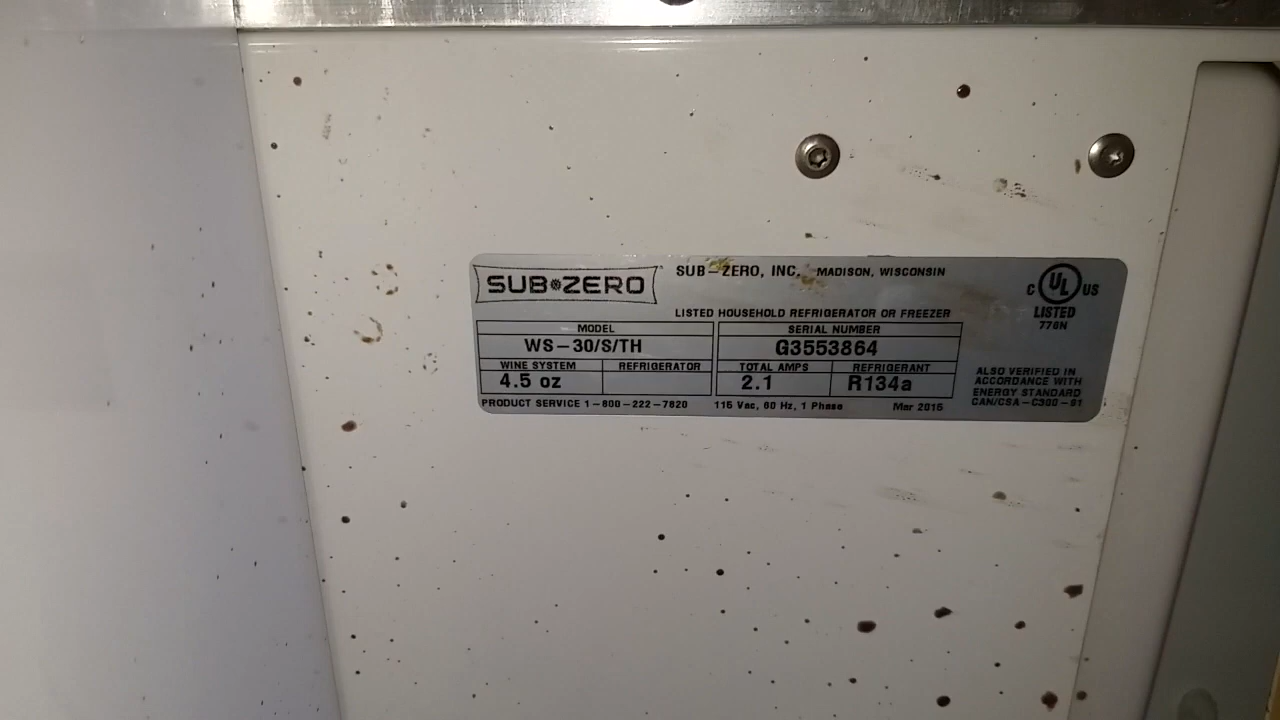 SUB ZERO
SUB-ZERO, INC. MADISON, WISCONSIN
C UL US
LISTED
776N
LISTED HOUSEHOLD REFRIGERATOR OR FREEZER
MODEL
WS-30/S/TH
SERIAL NUMBER
G3553864
WINE SYSTEM
4.5 oz
REFRIGERATOR
TOTAL AMPS
2.1
REFRIGERANT
R134a
ALSO VERIFIED IN
ACCORDANCE WITH
ENERGY STANDARD
CAN/CSA-C300-91
PRODUCT SERVICE 1-800-222-7820
115 Vac, 60 Hz, 1 Phase
Mar 2015